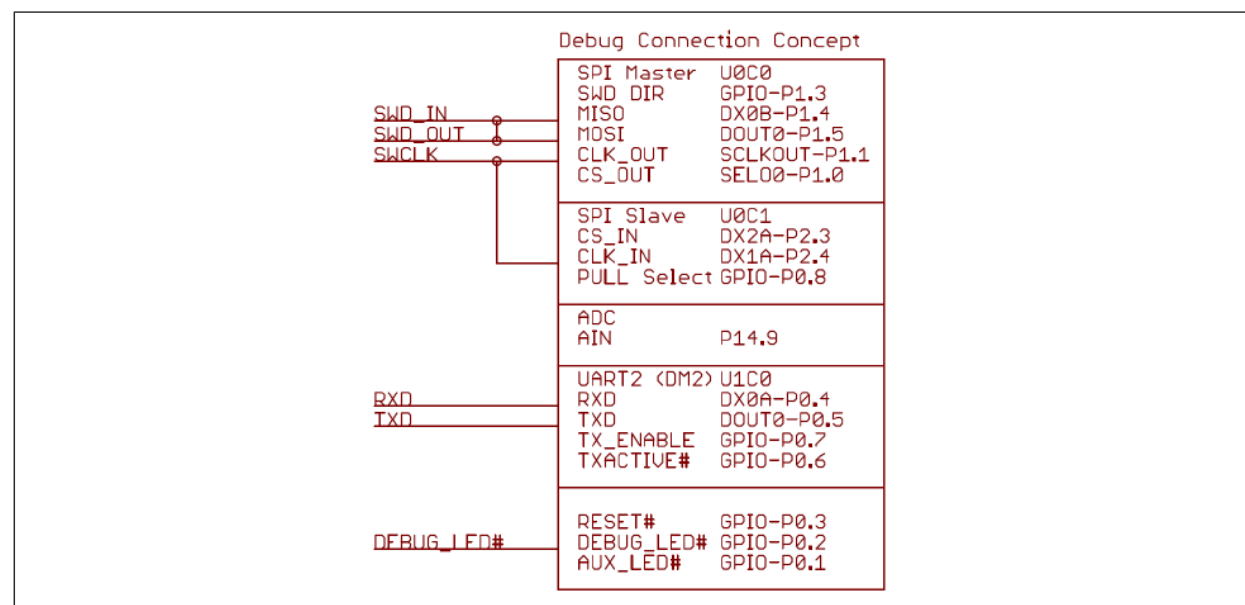 Debug Connection Concept
SPI Master U0C0
SWD DIR GPIO-P1.3
SWD_IN MISO DX0B-P1.4
SWD_OUT MOSI DOUT0-P1.5
SWCLK CLK_OUT SCLKOUT-P1.1
CS_OUT SELO0-P1.0
SPI Slave U0C1
CS_IN DX2A-P2.3
CLK_IN DX1A-P2.4
PULL Select GPIO-P0.8
ADC
AIN P14.9
UART2 (DM2) U1C0
RXD RXD DX0A-P0.4
TXD TXD DOUT0-P0.5
TX_ENABLE GPIO-P0.7
TXACTIVE# GPIO-P0.6
RESET# GPIO-P0.3
DEBUG_LED# DEBUG_LED# GPIO-P0.2
AUX_LED# GPIO-P0.1